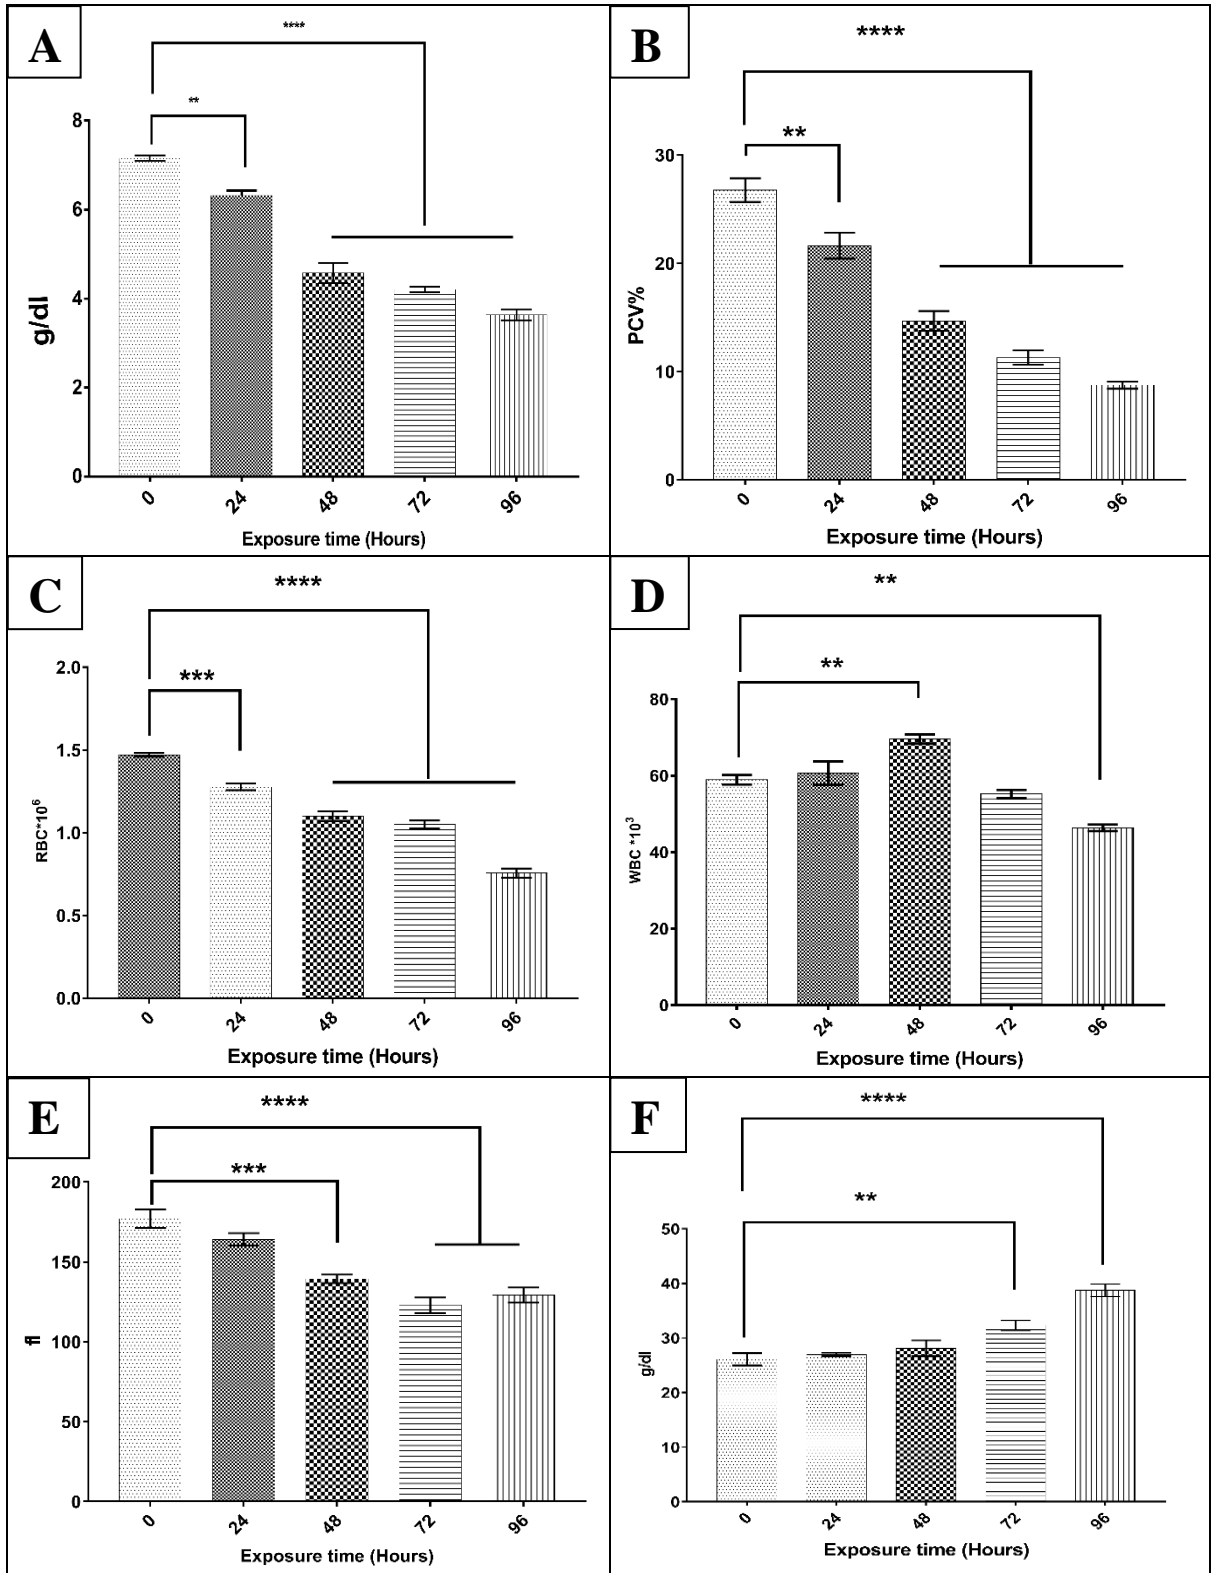 A
****
**
8
6
4
2
0
g/dl
0 24 48 72 96
Exposure time (Hours)
B
****
**
30
20
10
0
PCV%
0 24 48 72 96
Exposure time (Hours)
C
****
***
2.0
1.5
1.0
0.5
0.0
RBC*10⁶
0 24 48 72 96
Exposure time (Hours)
D
**
**
80
60
40
20
0
WBC *10³
0 24 48 72 96
Exposure time (Hours)
E
****
***
200
150
100
50
0
fl
0 24 48 72 96
Exposure time (Hours)
F
****
**
50
40
30
20
10
0
g/dl
0 24 48 72 96
Exposure time (Hours)